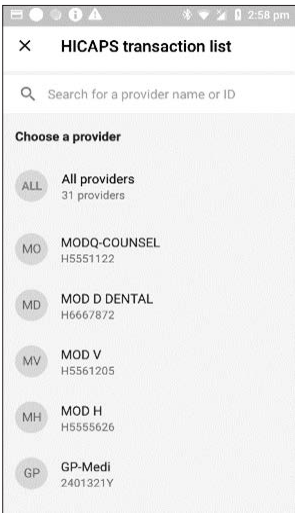 2:58 pm
HICAPS transaction list
Search for a provider name or ID
Choose a provider
ALL
All providers
31 providers
MO
MODQ-COUNSEL
H5551122
MD
MOD D DENTAL
H6667872
MV
MOD V
H5561205
MH
MOD H
H5555626
GP
GP-Medi
2401321Y